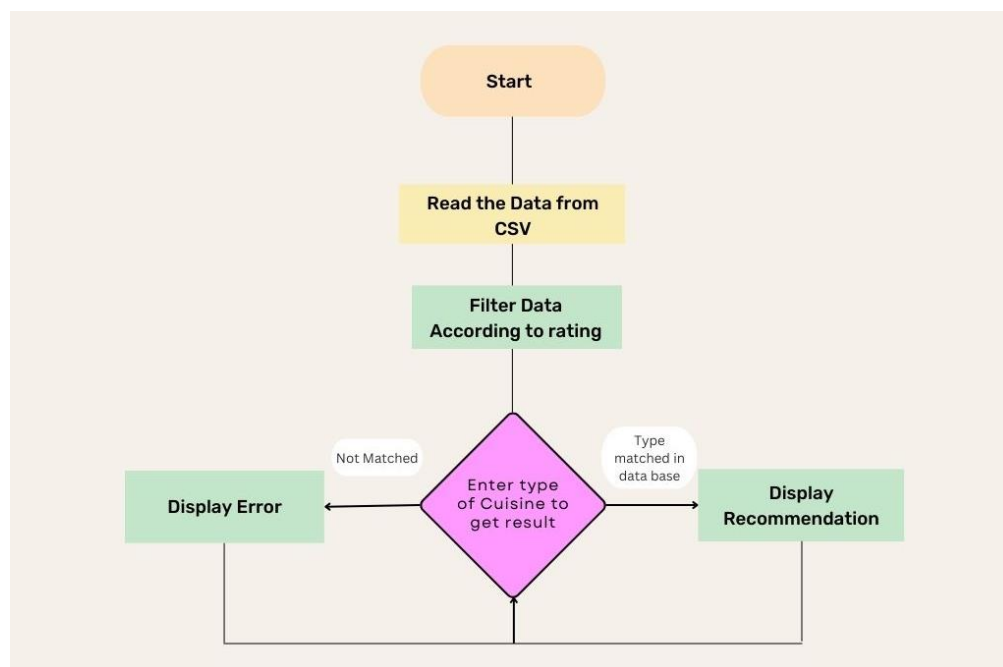 Start
Read the Data from
CSV
Filter Data
According to rating
Not Matched
Type
matched in
data base
Display Error
Enter type
of Cuisine to
get result
Display
Recommendation